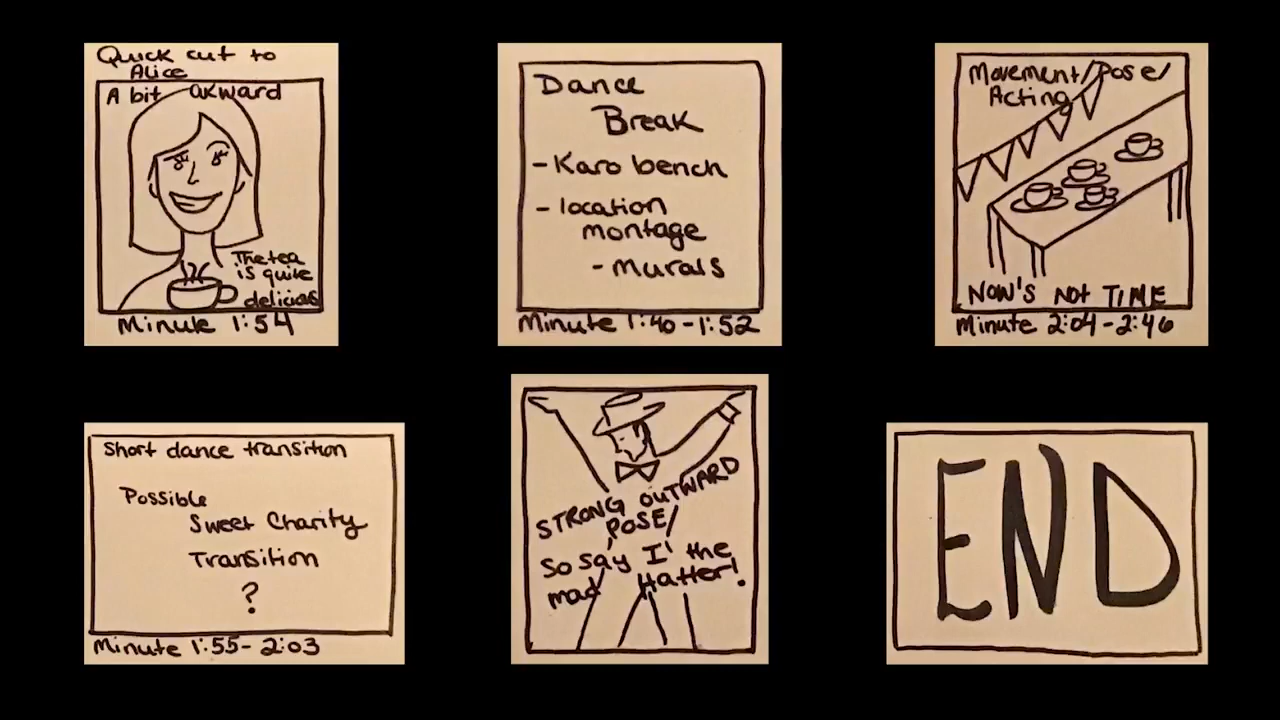 Quick cut to
Alice
A bit akward
The tea
is quite
delicious
Minute 1:54
Dance
Break
- Karo bench
- location
montage
- murals
Minute 1:40 - 1:52
Movement/Pose/
Acting
NOW'S NOT TIME
Minute 2:04 - 2:46
Short dance transition
Possible
Sweet Charity
Transition
?
Minute 1:55 - 2:03
STRONG OUTWARD
POSE/
So say I' the
mad Hatter!
END